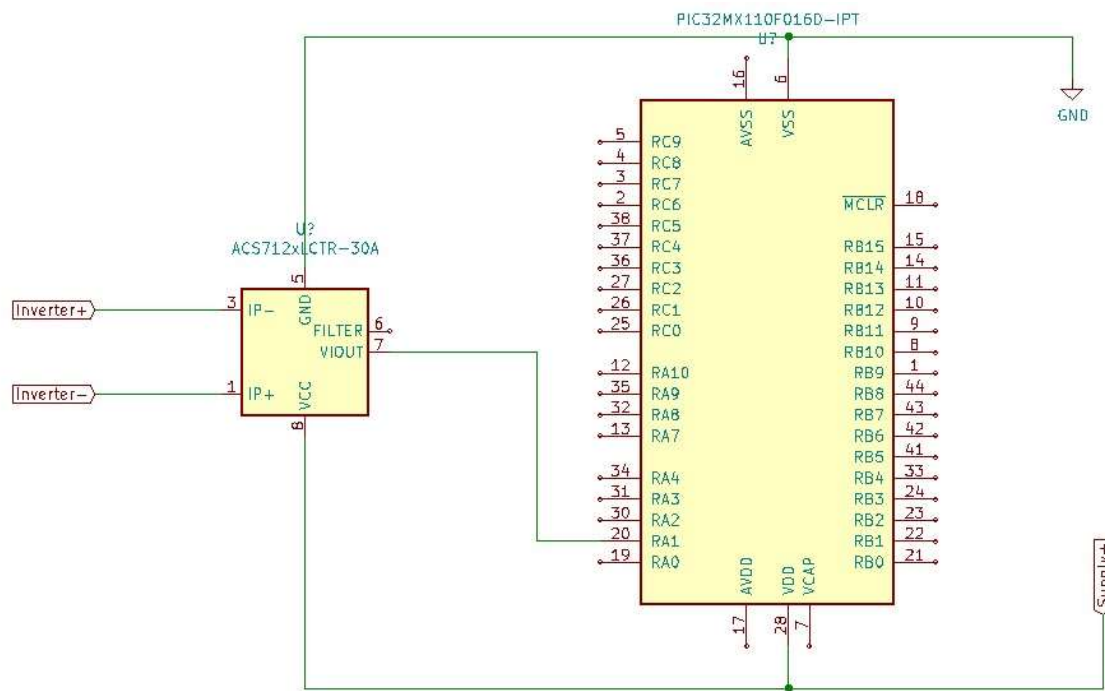 PIC32MX110F016D-IPT
U?
16
6
AVSS
VSS
GND
5 RC9
4 RC8
3 RC7
2 RC6
38 RC5
37 RC4
36 RC3
27 RC2
26 RC1
25 RC0
12 RA10
35 RA9
32 RA8
13 RA7
34 RA4
31 RA3
30 RA2
20 RA1
19 RA0
MCLR 18
RB15 15
RB14 14
RB13 11
RB12 10
RB11 9
RB10 8
RB9 1
RB8 44
RB7 43
RB6 42
RB5 41
RB4 33
RB3 24
RB2 23
RB1 22
RB0 21
AVDD
VDD
VCAP
17
28
7
U?
ACS712xLCTR-30A
5
GND
Inverter+
3 IP-
FILTER 6
VIOUT 7
Inverter-
1 IP+
VCC
8
Supply+